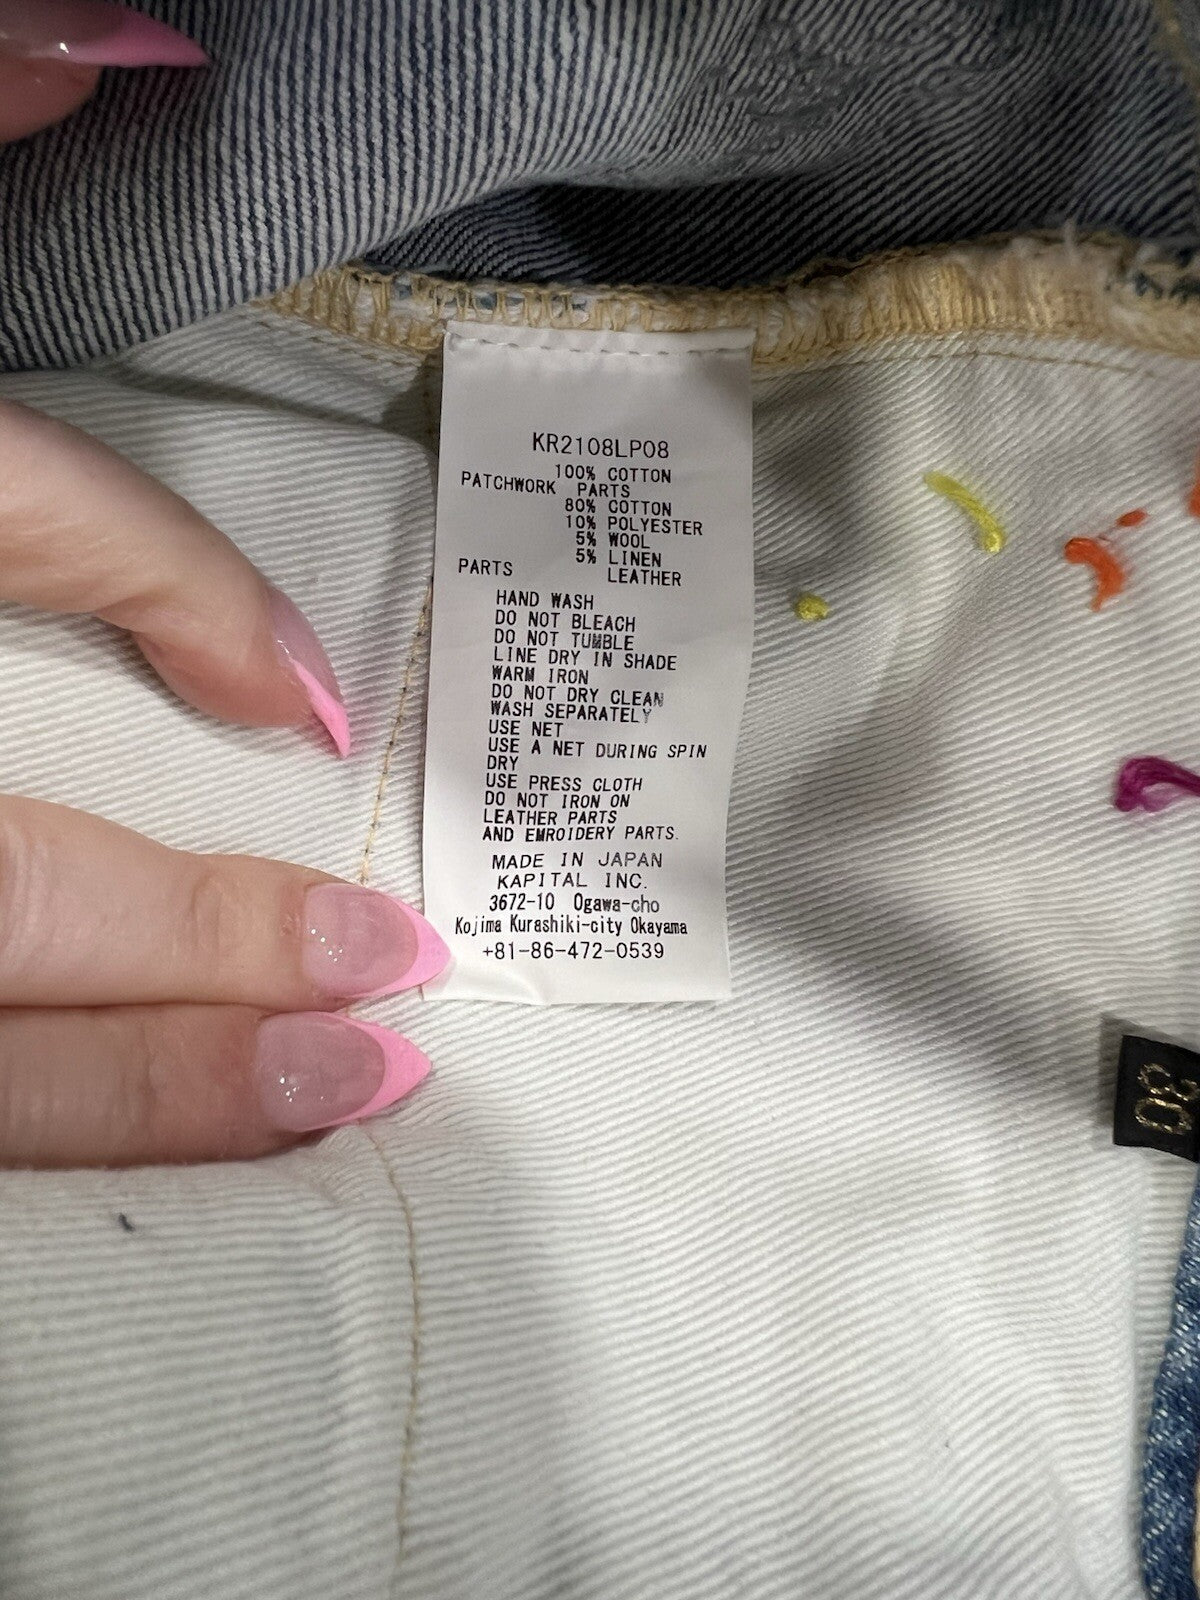 KR2108LP08
100% COTTON
PATCHWORK PARTS
80% COTTON
10% POLYESTER
5% WOOL
5% LINEN
PARTS LEATHER
HAND WASH
DO NOT BLEACH
DO NOT TUMBLE
LINE DRY IN SHADE
WARM IRON
DO NOT DRY CLEAN
WASH SEPARATELY
USE NET
USE A NET DURING SPIN
DRY
USE PRESS CLOTH
DO NOT IRON ON
LEATHER PARTS
AND EMROIDERY PARTS.
MADE IN JAPAN
KAPITAL INC.
3672-10 Ogawa-cho
Kojima Kurashiki-city Okayama
+81-86-472-0539
30